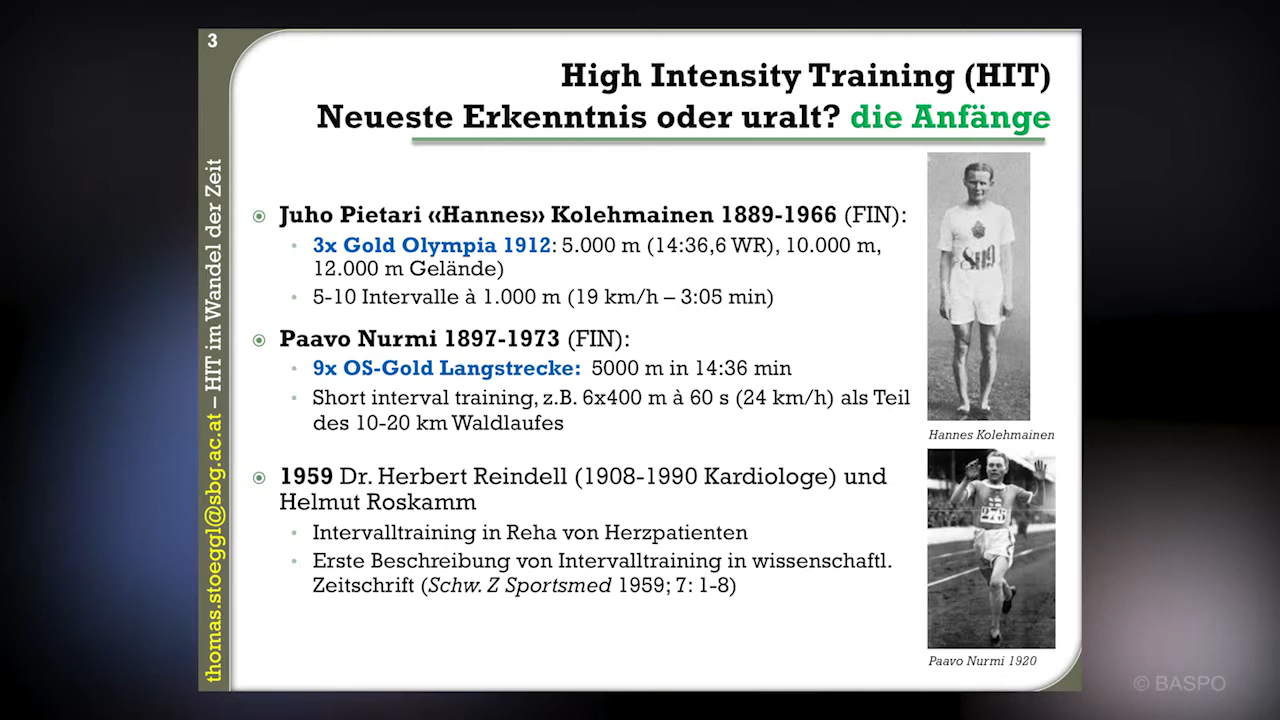 3
High Intensity Training (HIT)
Neueste Erkenntnis oder uralt? die Anfänge
thomas.stoeggl@sbg.ac.at – HIT im Wandel der Zeit
Juho Pietari «Hannes» Kolehmainen 1889-1966 (FIN):
3x Gold Olympia 1912: 5.000 m (14:36,6 WR), 10.000 m,
12.000 m Gelände)
5-10 Intervalle à 1.000 m (19 km/h – 3:05 min)
Paavo Nurmi 1897-1973 (FIN):
9x OS-Gold Langstrecke: 5000 m in 14:36 min
Short interval training, z.B. 6x400 m à 60 s (24 km/h) als Teil
des 10-20 km Waldlaufes
1959 Dr. Herbert Reindell (1908-1990 Kardiologe) und
Helmut Roskamm
Intervalltraining in Reha von Herzpatienten
Erste Beschreibung von Intervalltraining in wissenschaftl.
Zeitschrift (Schw. Z Sportsmed 1959; 7: 1-8)
Hannes Kolehmainen
Paavo Nurmi 1920
© BASPO